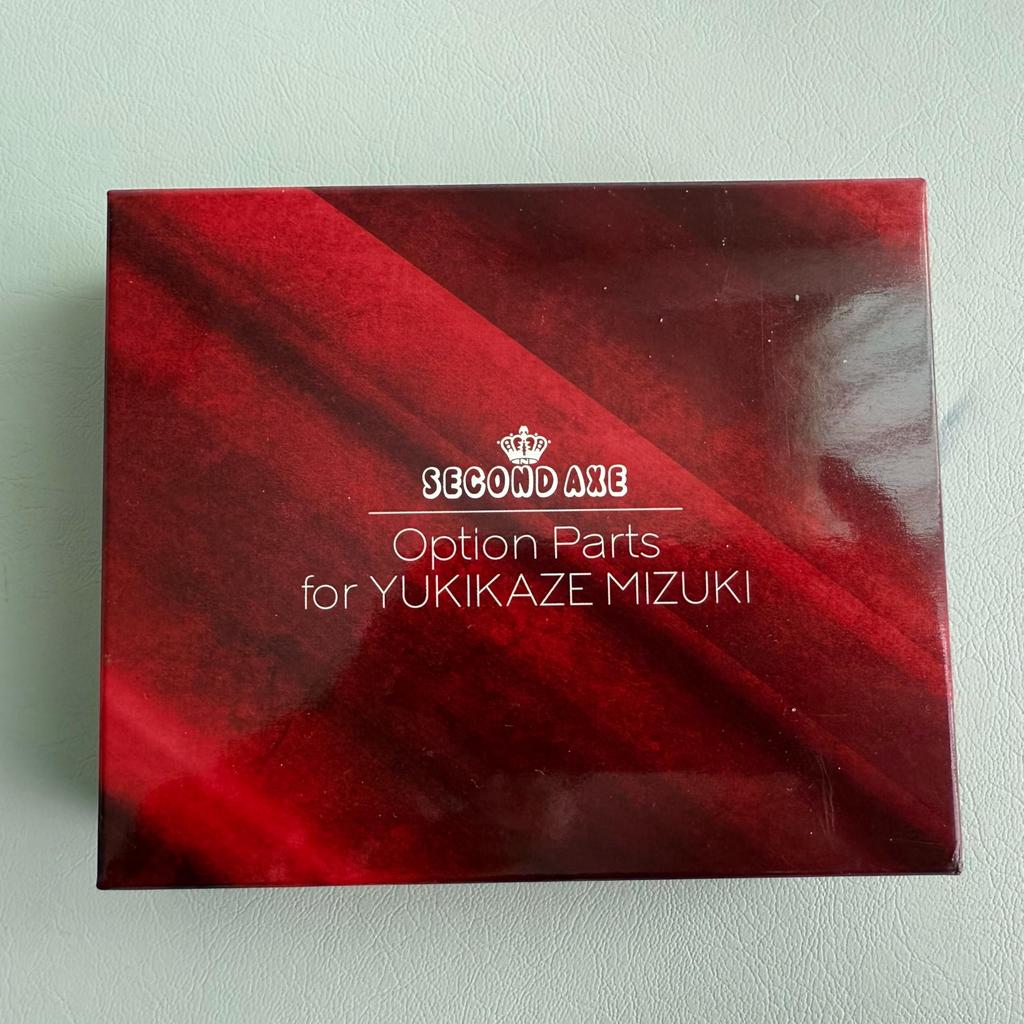 SECOND AXE
Option Parts
for YUKIKAZE MIZUKI